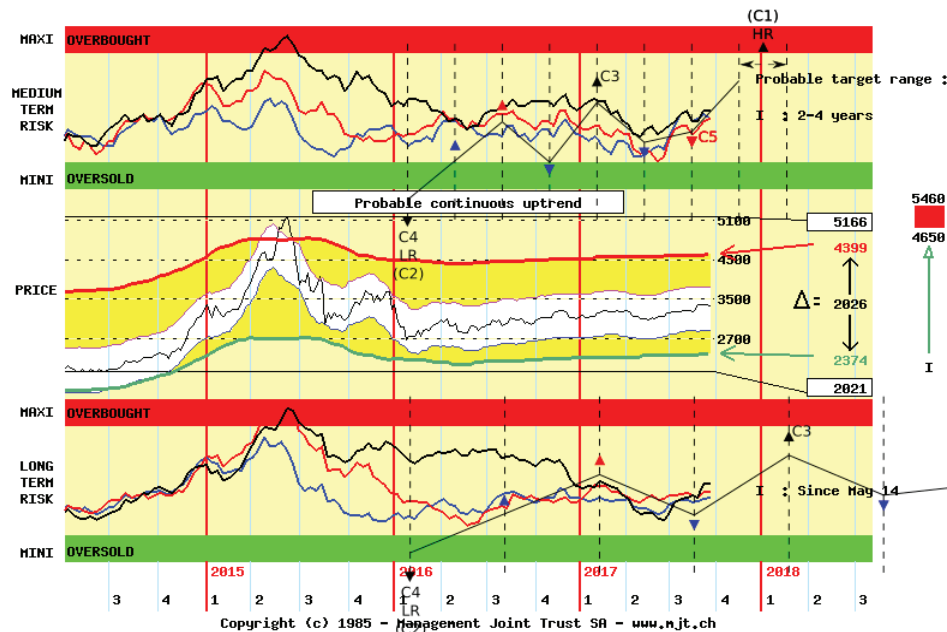 (C1)
MAXI OVERBOUGHT HR
C3 Probable target range :
MEDIUM
TERM I : 2-4 years
RISK
C5
MINI OVERSOLD
5460
Probable continuous uptrend
5100 5166
C4 4650
LR 4399
(C2) 4300
PRICE 3500 Δ= 2026
2700
2374
I
2021
MAXI OVERBOUGHT
C3
LONG
TERM I : Since May 14
RISK
MINI OVERSOLD
2015 2016 2017 2018
C4
3 4 1 2 3 4 1 2 3 4 1 2 3 4 1 2 3
LR
(C2)
Copyright (c) 1985 - Management Joint Trust SA - www.mjt.ch